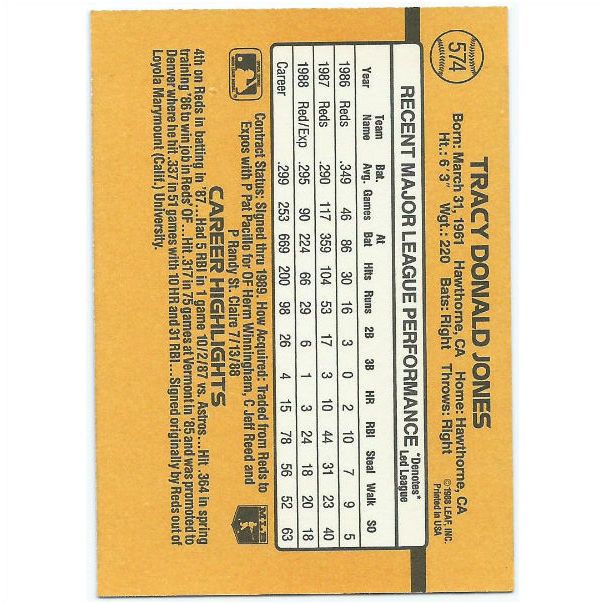 574
TRACY DONALD JONES
Born: March 31, 1961 Hawthorne, CA Home: Hawthorne, CA
Ht.: 6' 3" Wgt.: 220 Bats: Right Throws: Right
© 1988 LEAF, INC.
Printed in USA
RECENT MAJOR LEAGUE PERFORMANCE *Denotes* Led League
Year Team Name Bat. Avg. Games At Bat Hits Runs 2B 3B HR RBI Steal Walk SO
1986 Reds .349 46 86 30 16 3 0 2 10 7 9 5
1987 Reds .290 117 359 104 53 17 3 10 44 31 23 40
1988 Red/Exp .295 90 224 66 29 6 1 3 24 18 20 18
Career .299 253 669 200 98 26 4 15 78 56 52 63
Contract Status: Signed thru 1989. How Acquired: Traded from Reds to
Expos with P Pat Pacillo for OF Herm Winningham, C Jeff Reed and
P Randy St. Claire 7/13/88
CAREER HIGHLIGHTS
4th on Reds in batting in '87...Had 5 RBI in 1 game 10/2/87 vs. Astros...Hit .364 in spring
training '86 to win job in Reds' OF...Hit .317 in 75 games at Vermont in '85 and was promoted to
Denver where he hit .337 in 51 games with 10 HR and 31 RBI...Signed originally by Reds out of
Loyola Marymount (Calif.) University.